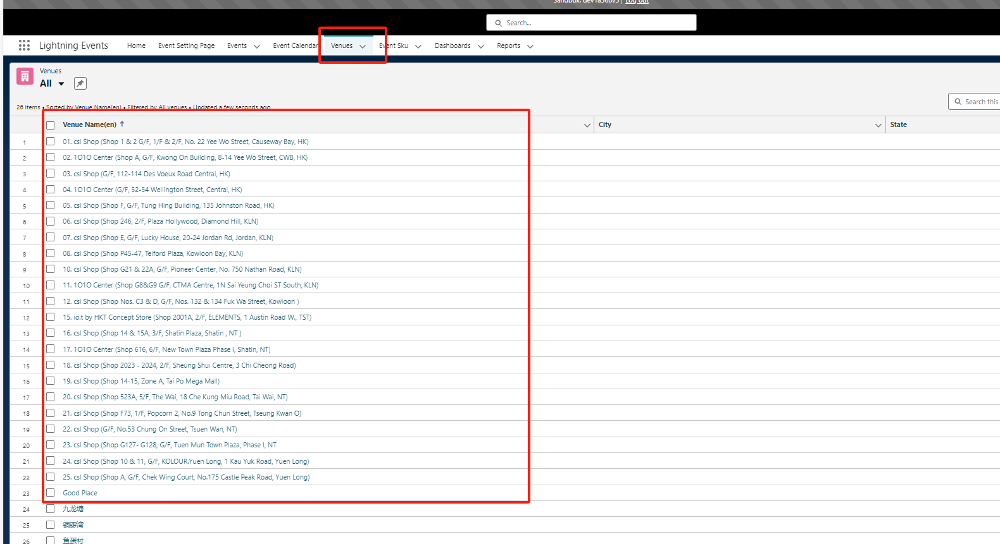 Sandbox: dev1a360v5 | Log out
Search...
Lightning Events Home Event Setting Page Events Event Calendar Venues Event Sku Dashboards Reports
Venues
All
26 items • Sorted by Venue Name(en) • Filtered by All venues • Updated a few seconds ago
Search this
Venue Name(en) ↑ City State
1 01. csl Shop (Shop 1 & 2 G/F, 1/F & 2/F, No. 22 Yee Wo Street, Causeway Bay, HK)
2 02. 1O1O Center (Shop A, G/F, Kwong On Building, 8-14 Yee Wo Street, CWB, HK)
3 03. csl Shop (G/F, 112-114 Des Voeux Road Central, HK)
4 04. 1O1O Center (G/F, 52-54 Wellington Street, Central, HK)
5 05. csl Shop (Shop F, G/F, Tung Hing Building, 135 Johnston Road, HK)
6 06. csl Shop (Shop 246, 2/F, Plaza Hollywood, Diamond Hill, KLN)
7 07. csl Shop (Shop E, G/F, Lucky House, 20-24 Jordan Rd, Jordan, KLN)
8 08. csl Shop (Shop P45-47, Telford Plaza, Kowloon Bay, KLN)
9 10. csl Shop (Shop G21 & 22A, G/F, Pioneer Center, No. 750 Nathan Road, KLN)
10 11. 1O1O Center (Shop G8&G9 G/F, CTMA Centre, 1N Sai Yeung Choi ST South, KLN)
11 12. csl Shop (Shop Nos. C3 & D, G/F, Nos. 132 & 134 Fuk Wa Street, Kowloon )
12 15. io.t by HKT Concept Store (Shop 2001A, 2/F, ELEMENTS, 1 Austin Road W., TST)
13 16. csl Shop (Shop 14 & 15A, 3/F, Shatin Plaza, Shatin , NT )
14 17. 1O1O Center (Shop 616, 6/F, New Town Plaza Phase I, Shatin, NT)
15 18. csl Shop (Shop 2023 - 2024, 2/F, Sheung Shui Centre, 3 Chi Cheong Road)
16 19. csl Shop (Shop 14-15, Zone A, Tai Po Mega Mall)
17 20. csl Shop (Shop 523A, 5/F, The Wai, 18 Che Kung Miu Road, Tai Wai, NT)
18 21. csl Shop (Shop F73, 1/F, Popcorn 2, No.9 Tong Chun Street, Tseung Kwan O)
19 22. csl Shop (G/F, No.53 Chung On Street, Tsuen Wan, NT)
20 23. csl Shop (Shop G127- G128, G/F, Tuen Mun Town Plaza, Phase I, NT
21 24. csl Shop (Shop 10 & 11, G/F, KOLOUR.Yuen Long, 1 Kau Yuk Road, Yuen Long)
22 25. csl Shop (Shop A, G/F, Chek Wing Court, No.175 Castle Peak Road, Yuen Long)
23 Good Place
24 九龙塘
25 铜锣湾
26 鱼蛋村